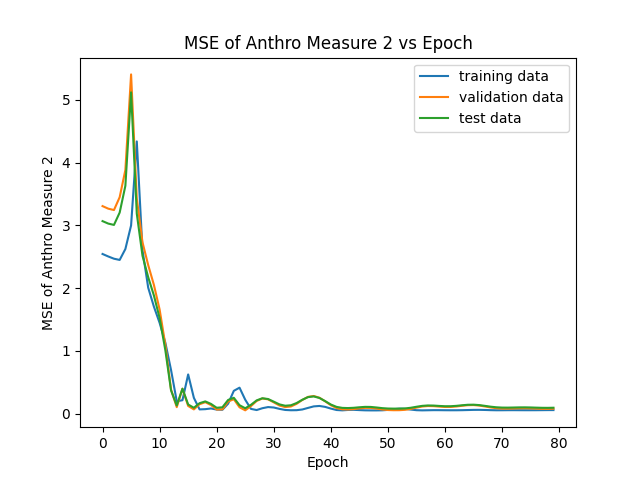 MSE of Anthro Measure 2 vs Epoch
training data
validation data
test data
MSE of Anthro Measure 2
5
4
3
2
1
0
0 10 20 30 40 50 60 70 80
Epoch